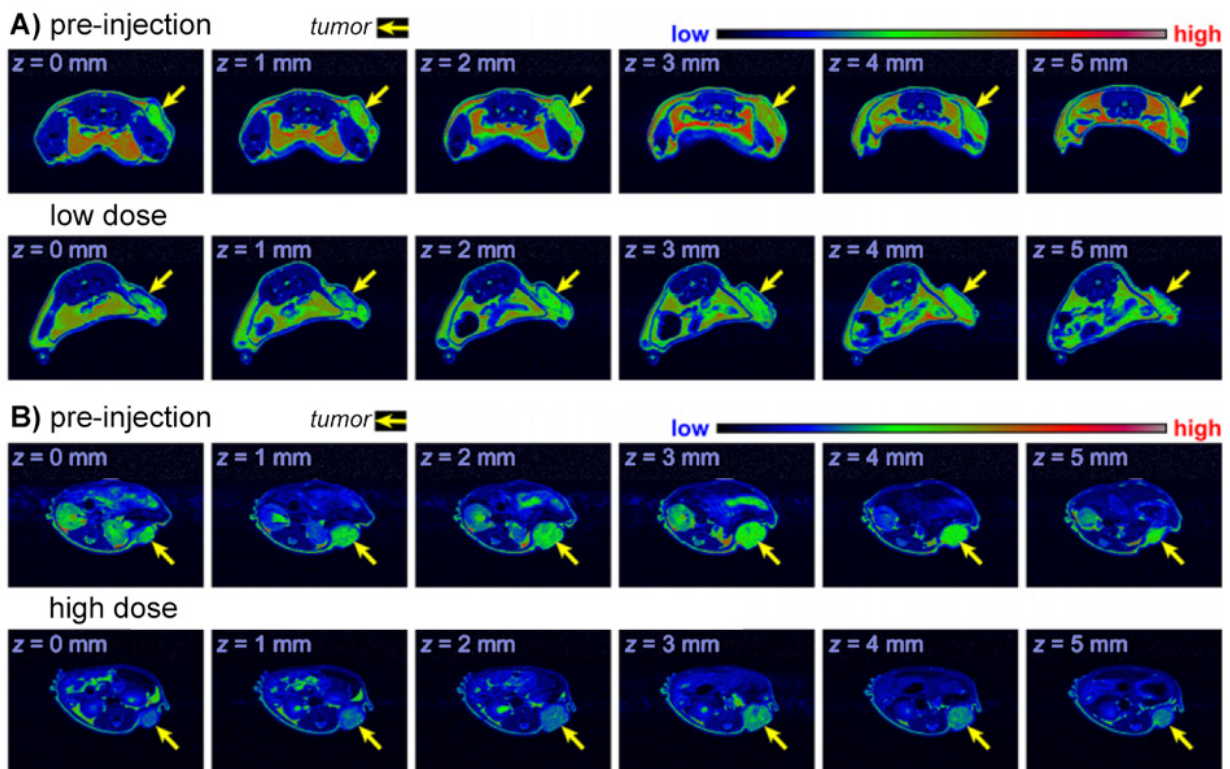 A) pre-injection tumor low high
z = 0 mm z = 1 mm z = 2 mm z = 3 mm z = 4 mm z = 5 mm
low dose
z = 0 mm z = 1 mm z = 2 mm z = 3 mm z = 4 mm z = 5 mm
B) pre-injection tumor low high
z = 0 mm z = 1 mm z = 2 mm z = 3 mm z = 4 mm z = 5 mm
high dose
z = 0 mm z = 1 mm z = 2 mm z = 3 mm z = 4 mm z = 5 mm